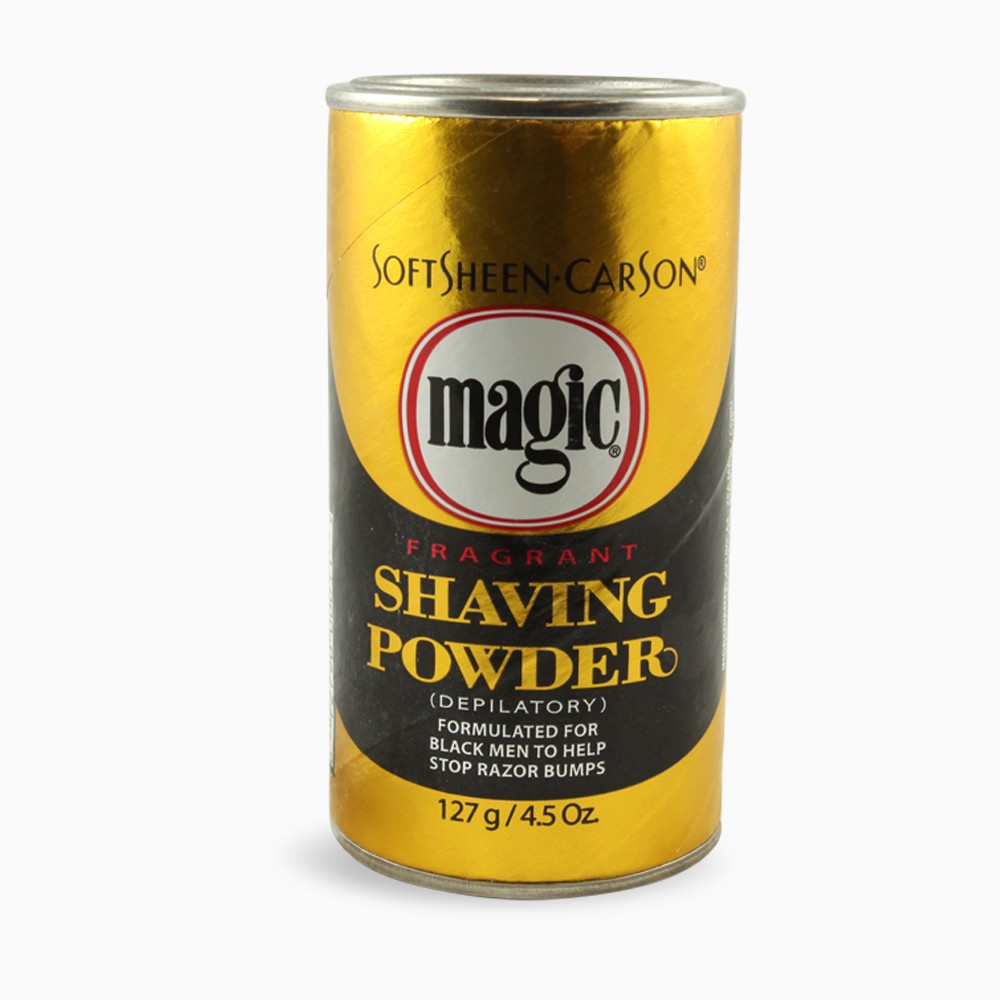 SOFTSHEEN·CARSON®
magic®
FRAGRANT
SHAVING
POWDER
(DEPILATORY)
FORMULATED FOR
BLACK MEN TO HELP
STOP RAZOR BUMPS
127 g / 4.5 Oz.